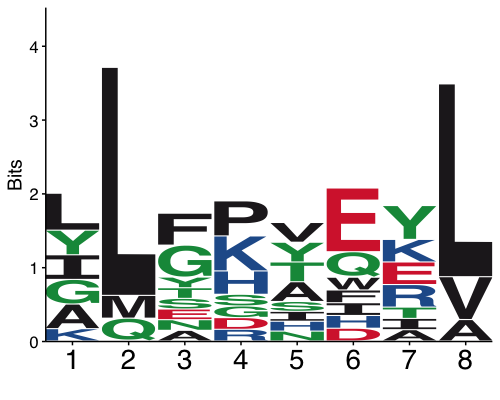 Bits
4
3
2
1
0
L Y I G A K
L M Q
F G Y T S E N A
P K H S G D R
V Y T A S I H N
E Q W F I H D
Y K E R T I A
L V A
1 2 3 4 5 6 7 8